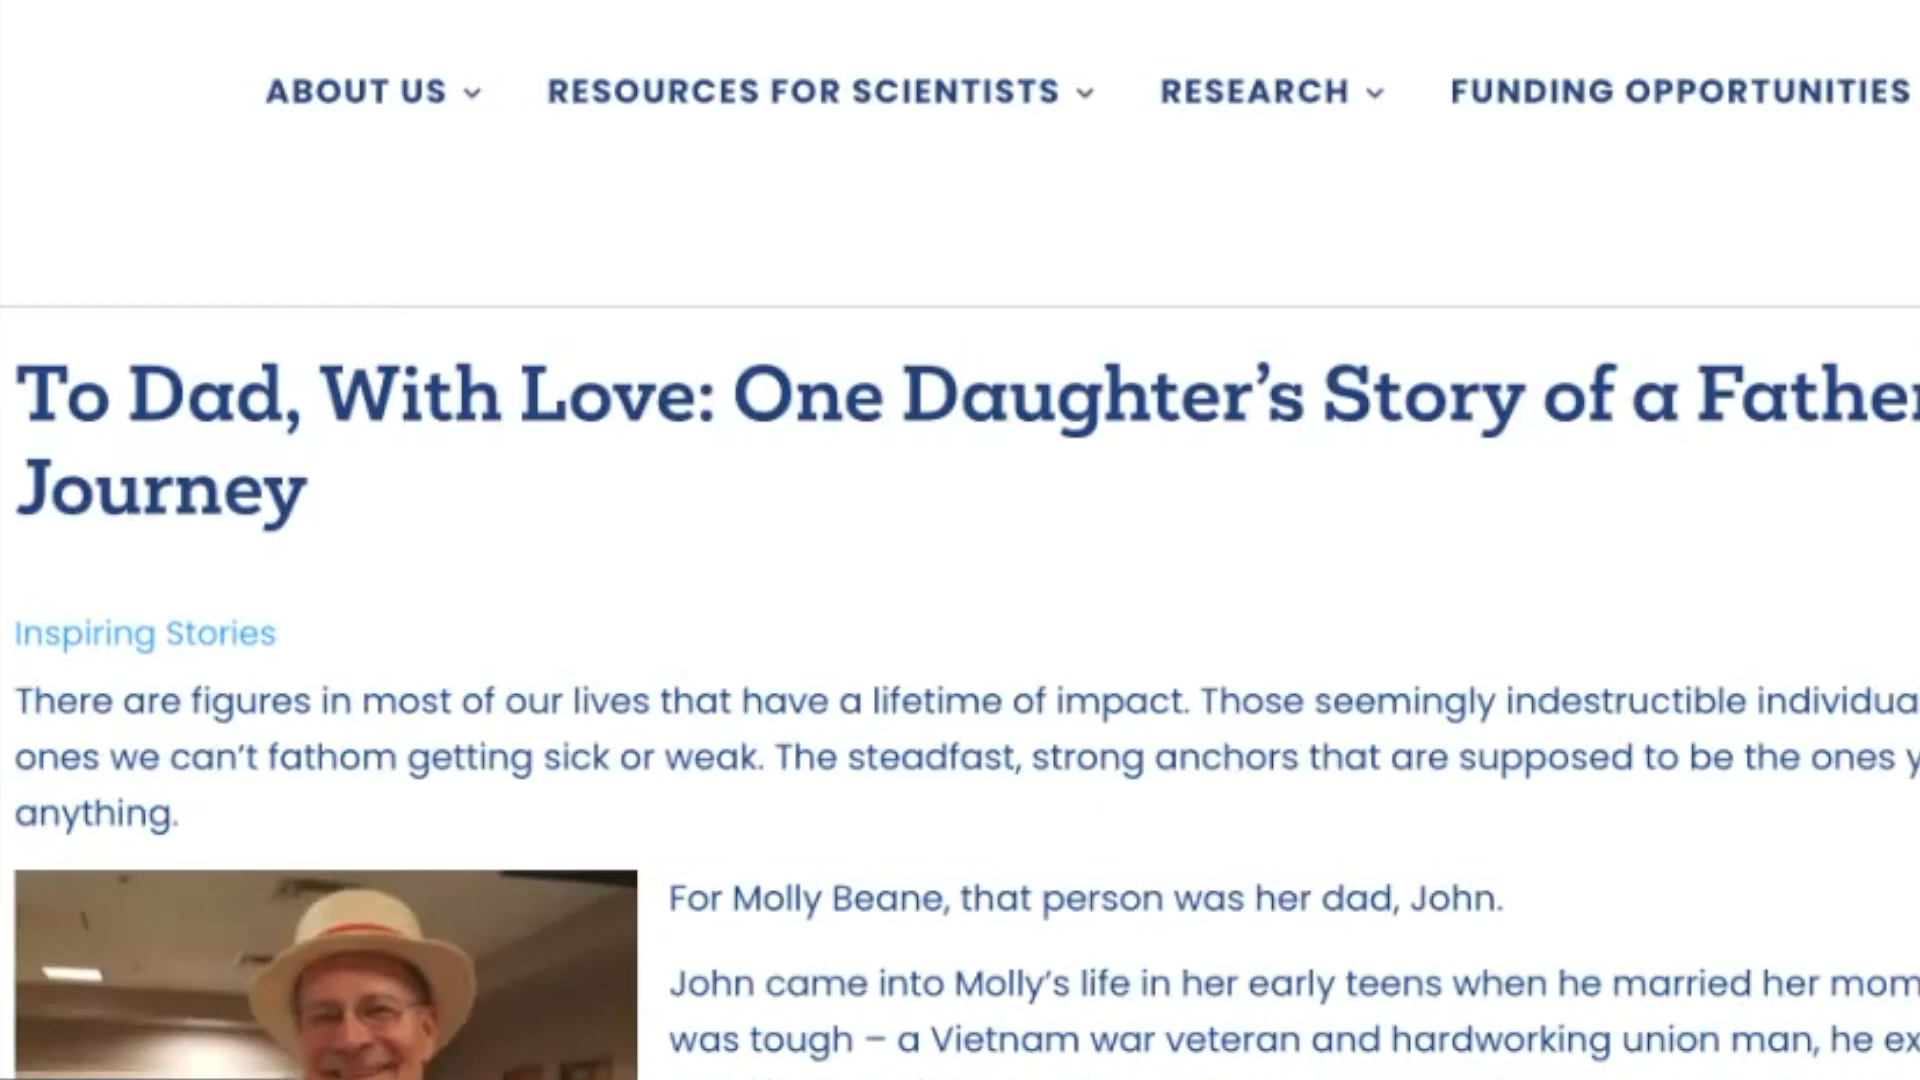 ABOUT US RESOURCES FOR SCIENTISTS RESEARCH FUNDING OPPORTUNITIES
To Dad, With Love: One Daughter’s Story of a Father
Journey
Inspiring Stories
There are figures in most of our lives that have a lifetime of impact. Those seemingly indestructible
ones we can’t fathom getting sick or weak. The steadfast, strong anchors that are supposed to be the ones
anything.
For Molly Beane, that person was her dad, John.
John came into Molly’s life in her early teens when he married her mom
was tough – a Vietnam war veteran and hardworking union man, he